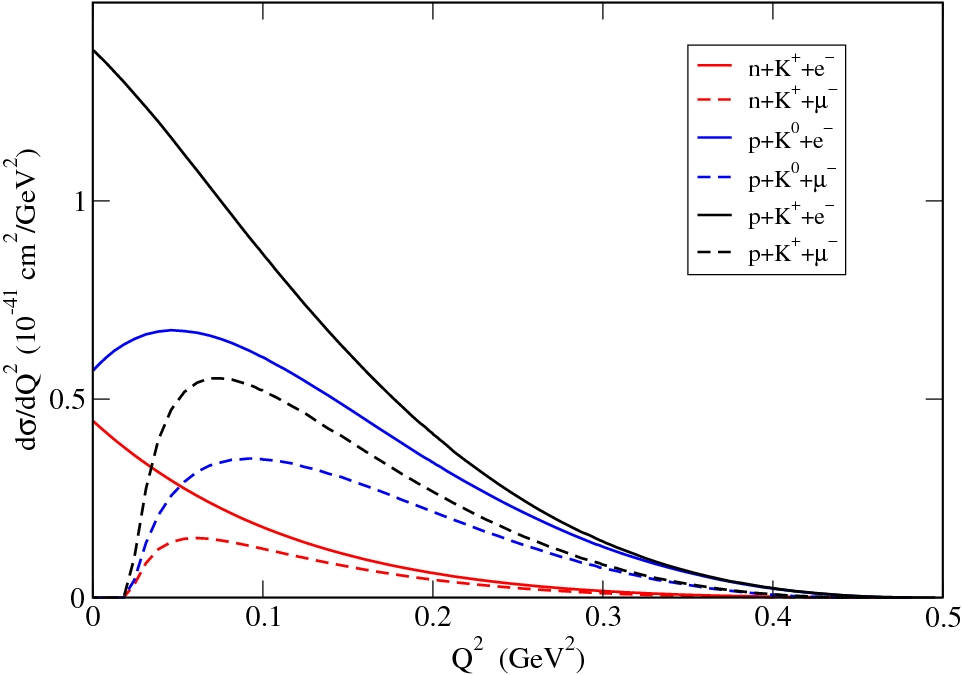 n+K⁺+e⁻
n+K⁺+μ⁻
p+K⁰+e⁻
p+K⁰+μ⁻
p+K⁺+e⁻
p+K⁺+μ⁻
1
0.5
0
dσ/dQ² (10⁻⁴¹ cm²/GeV²)
0 0.1 0.2 0.3 0.4 0.5
Q² (GeV²)